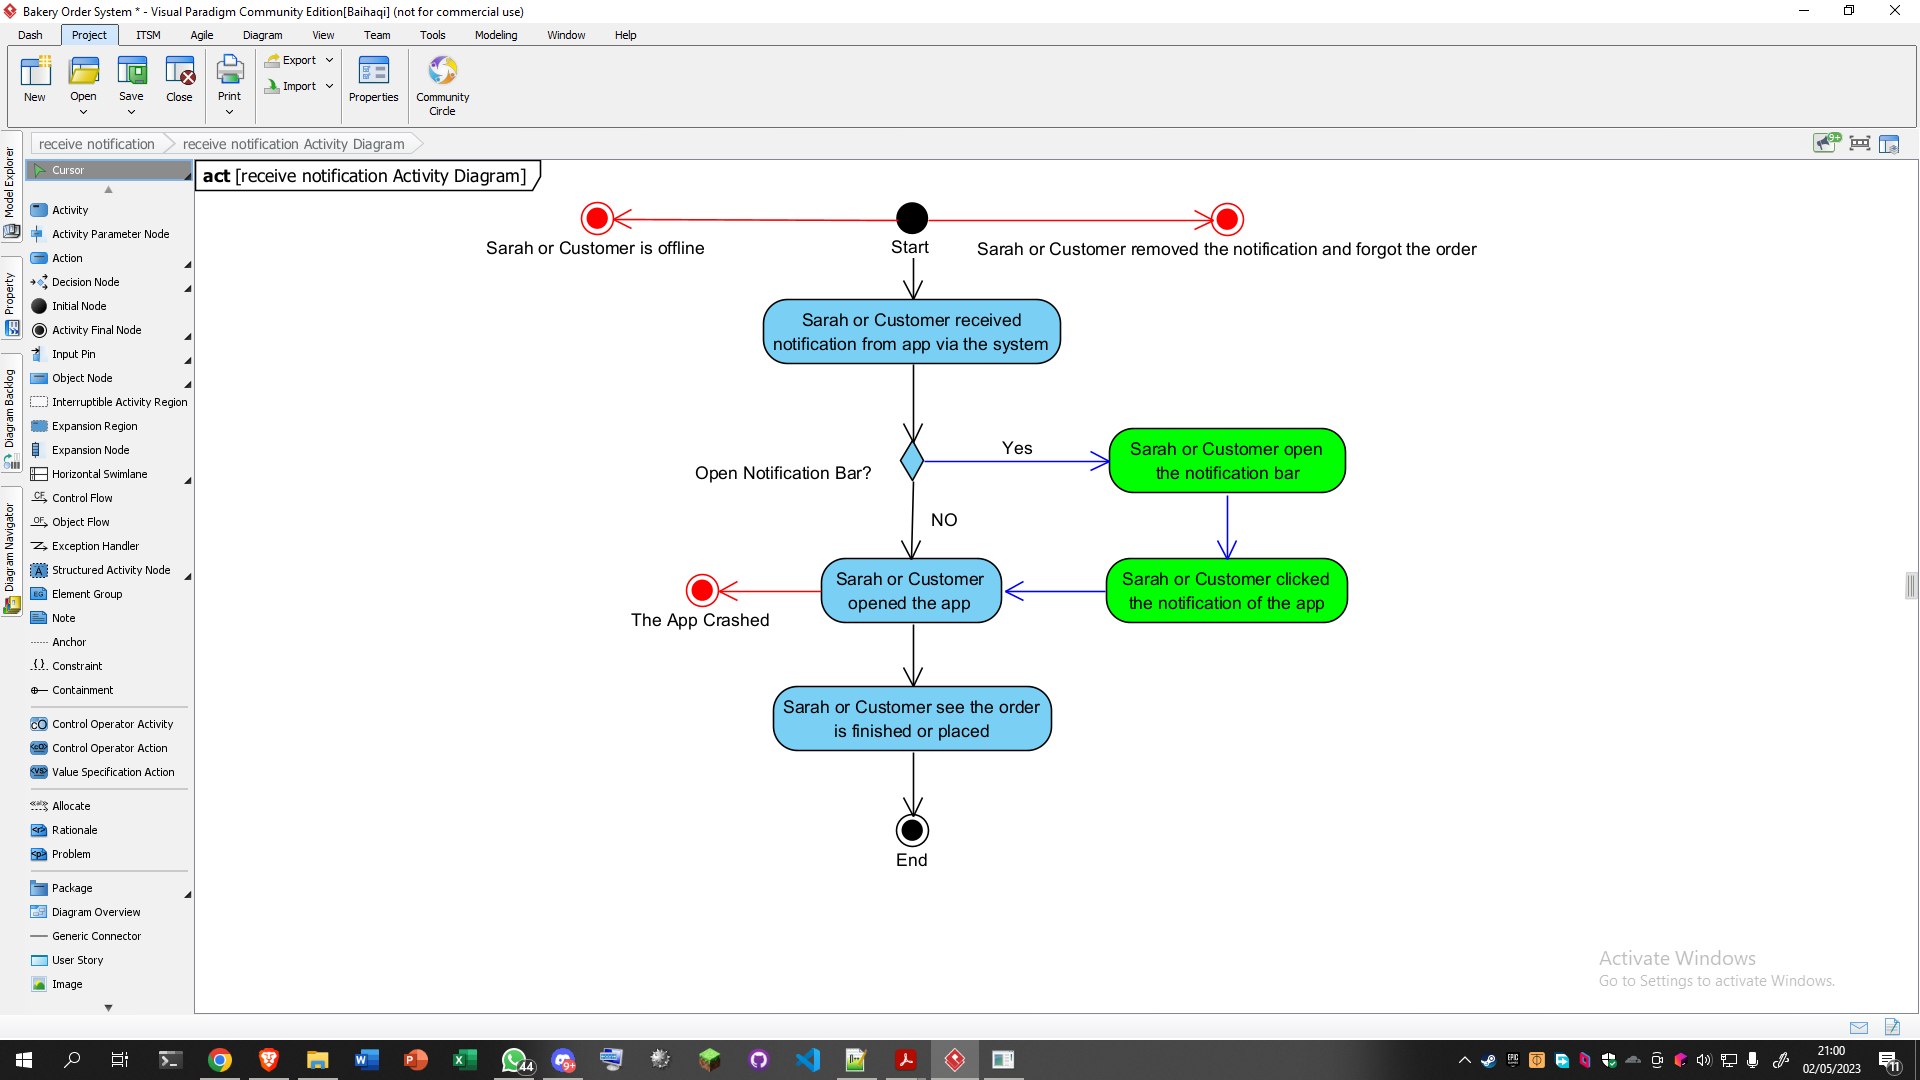 Bakery Order System * - Visual Paradigm Community Edition[Baihaqi] (not for commercial use)
Dash Project ITSM Agile Diagram View Team Tools Modeling Window Help
New Open Save Close Print Export Import Properties Community Circle
receive notification receive notification Activity Diagram
9+
Model Explorer
Property
Diagram Backlog
Diagram Navigator
Cursor
Activity
Activity Parameter Node
Action
Decision Node
Initial Node
Activity Final Node
Input Pin
Object Node
Interruptible Activity Region
Expansion Region
Expansion Node
Horizontal Swimlane
Control Flow
Object Flow
Exception Handler
Structured Activity Node
Element Group
Note
Anchor
Constraint
Containment
Control Operator Activity
Control Operator Action
Value Specification Action
Allocate
Rationale
Problem
Package
Diagram Overview
Generic Connector
User Story
Image
act [receive notification Activity Diagram]
Sarah or Customer is offline
Start
Sarah or Customer removed the notification and forgot the order
Sarah or Customer received
notification from app via the system
Open Notification Bar?
Yes
Sarah or Customer open
the notification bar
NO
Sarah or Customer
opened the app
Sarah or Customer clicked
the notification of the app
The App Crashed
Sarah or Customer see the order
is finished or placed
End
Activate Windows
Go to Settings to activate Windows.
44
9+
21:00
02/05/2023
11